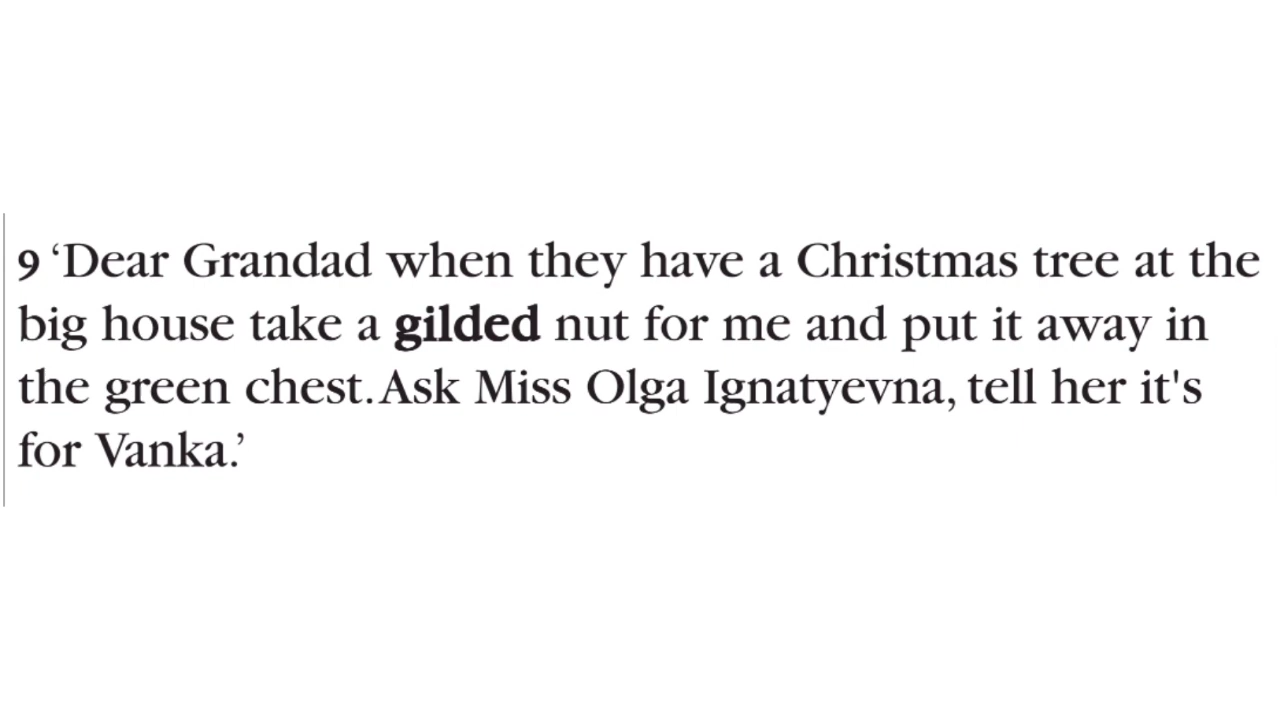 9 ‘Dear Grandad when they have a Christmas tree at the
big house take a gilded nut for me and put it away in
the green chest. Ask Miss Olga Ignatyevna, tell her it's
for Vanka.’